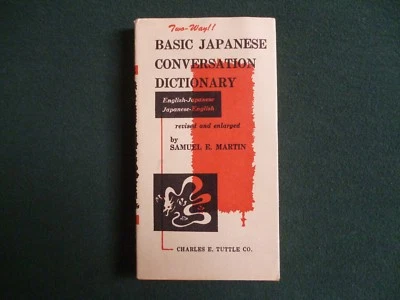 Two-Way!!
BASIC JAPANESE
CONVERSATION
DICTIONARY
English-Japanese
Japanese-English
revised and enlarged
by
SAMUEL E. MARTIN
CHARLES E. TUTTLE CO.